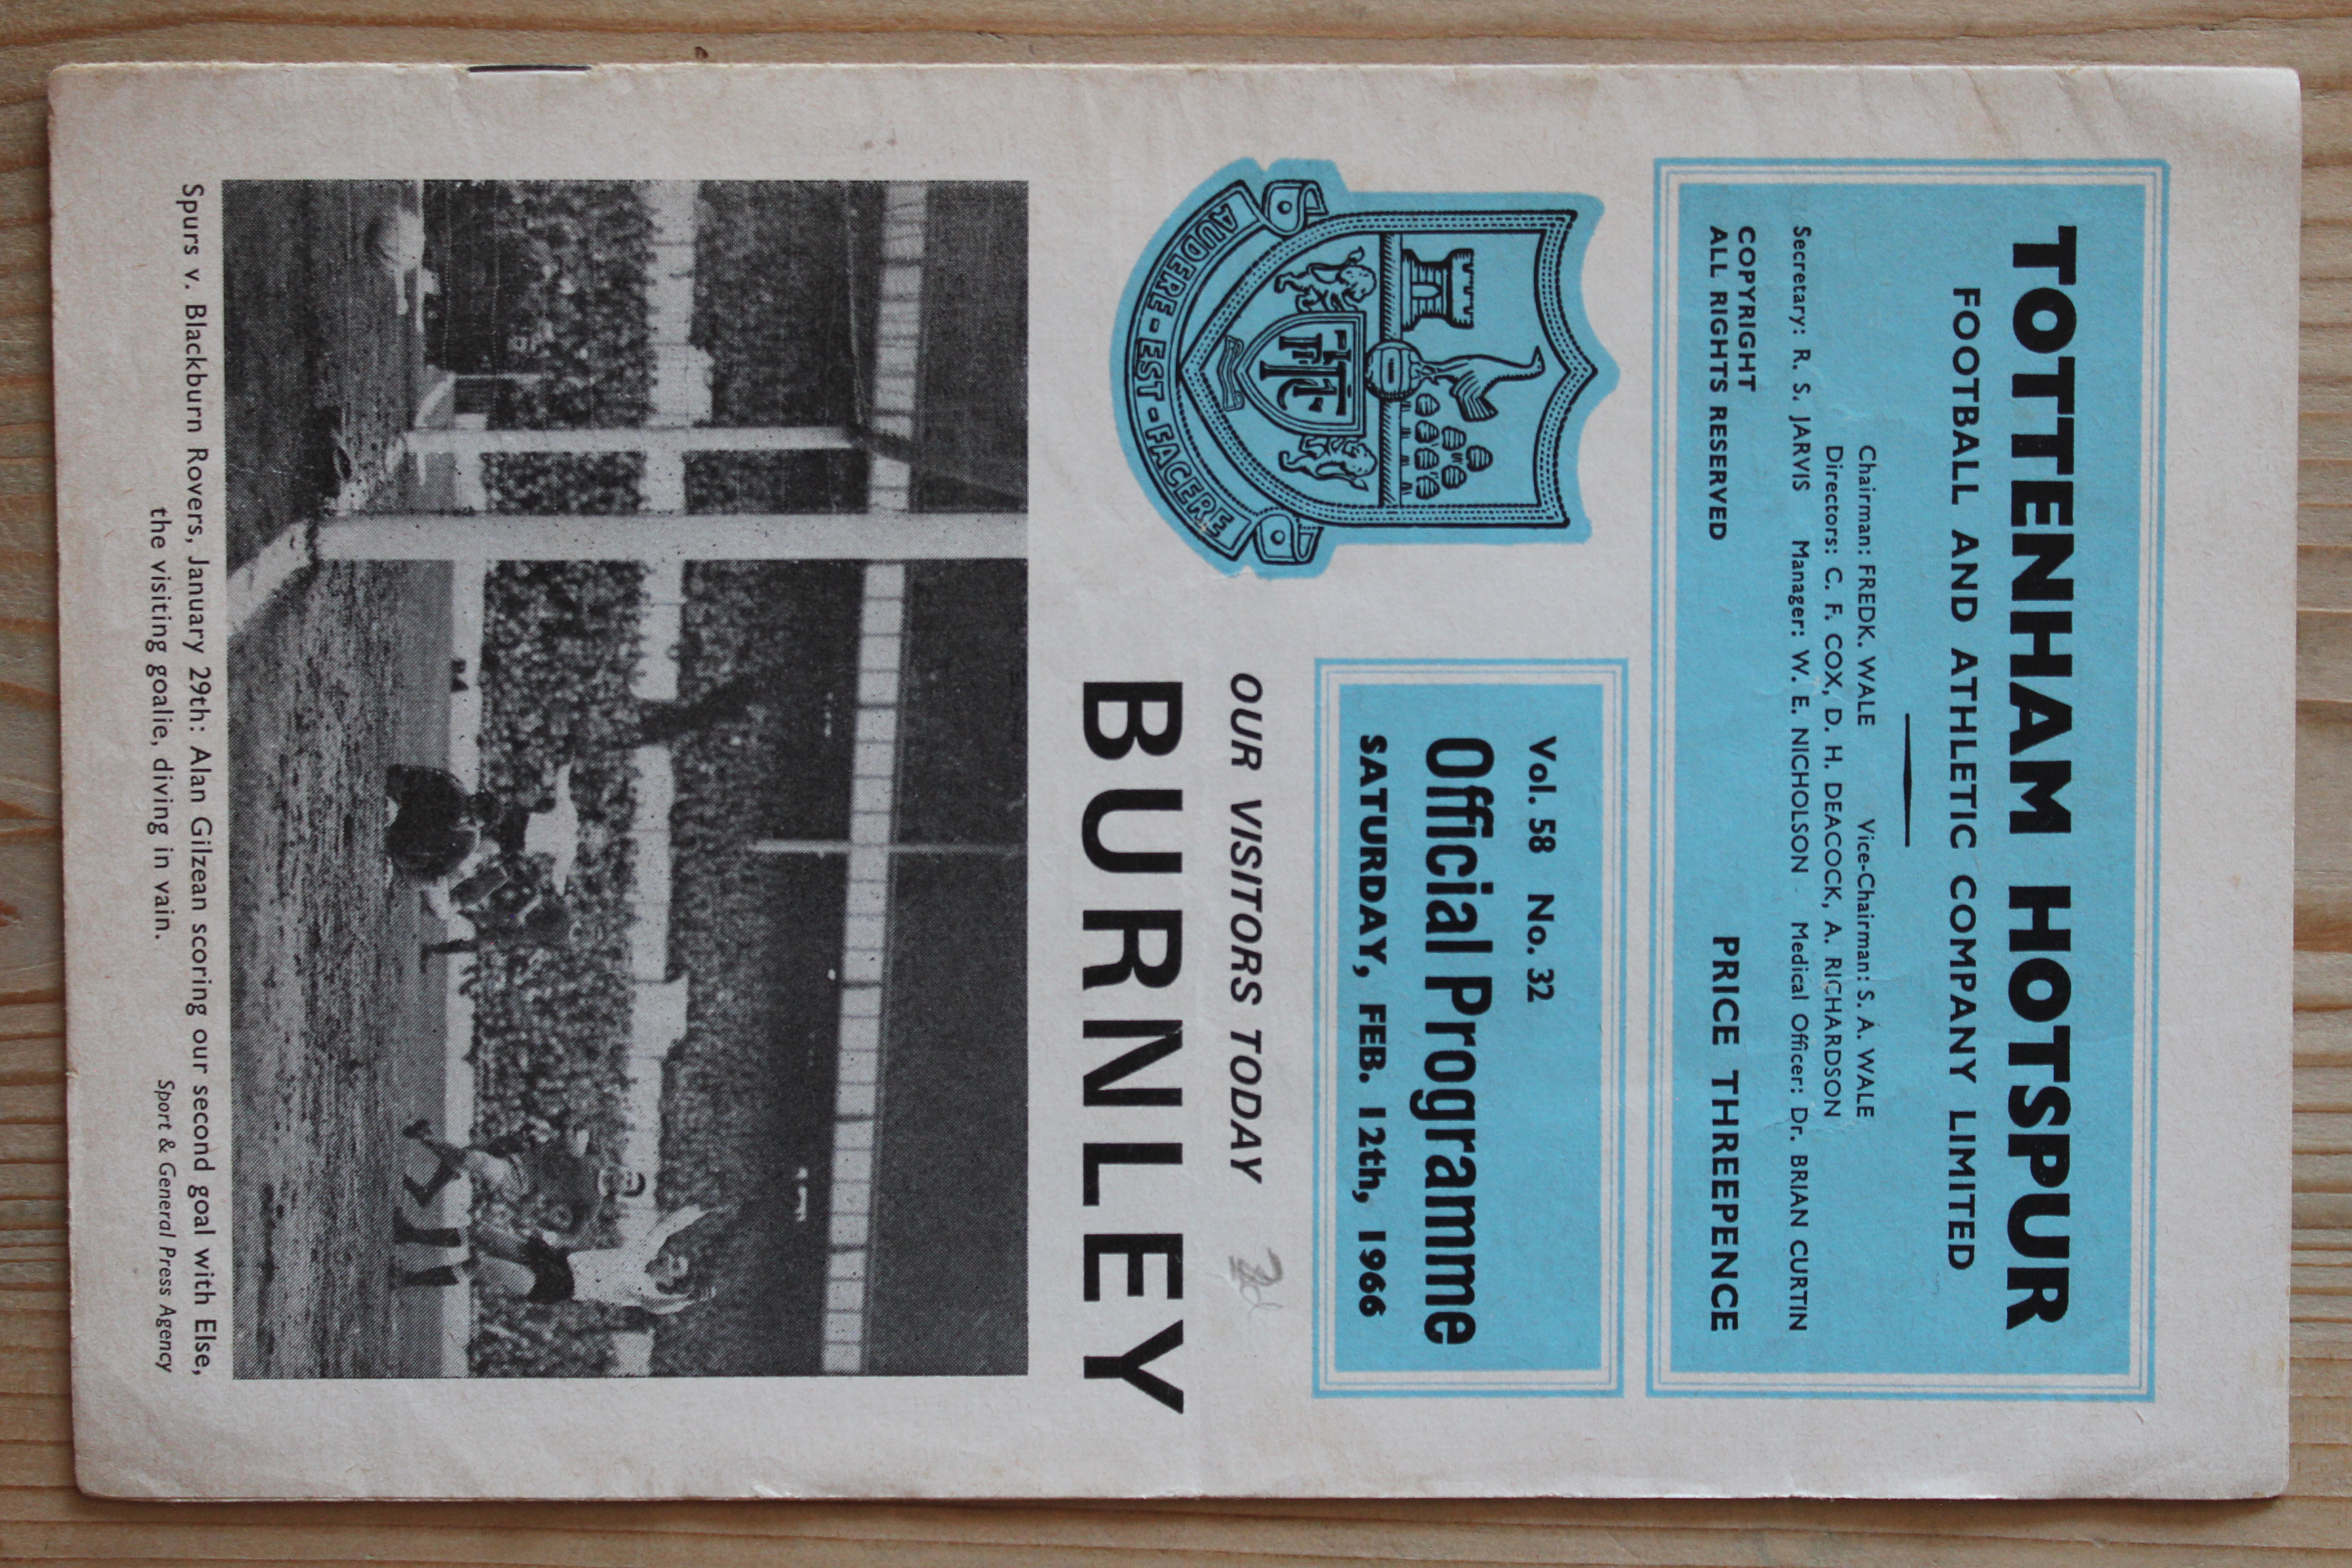 TOTTENHAM HOTSPUR
FOOTBALL AND ATHLETIC COMPANY LIMITED
Chairman: FREDK. WALE Vice-Chairman: S. A. WALE
Directors: C. F. COX, D. H. DEACOCK, A. RICHARDSON
Secretary: R. S. JARVIS Manager: W. E. NICHOLSON Medical Officer: Dr. BRIAN CURTIN
COPYRIGHT
ALL RIGHTS RESERVED
PRICE THREEPENCE
AUDERE - EST - FACERE
Vol. 58 No. 32
Official Programme
SATURDAY, FEB. 12th, 1966
OUR VISITORS TODAY
BURNLEY
Spurs v. Blackburn Rovers, January 29th: Alan Gilzean scoring our second goal with Else,
the visiting goalie, diving in vain.
Sport & General Press Agency